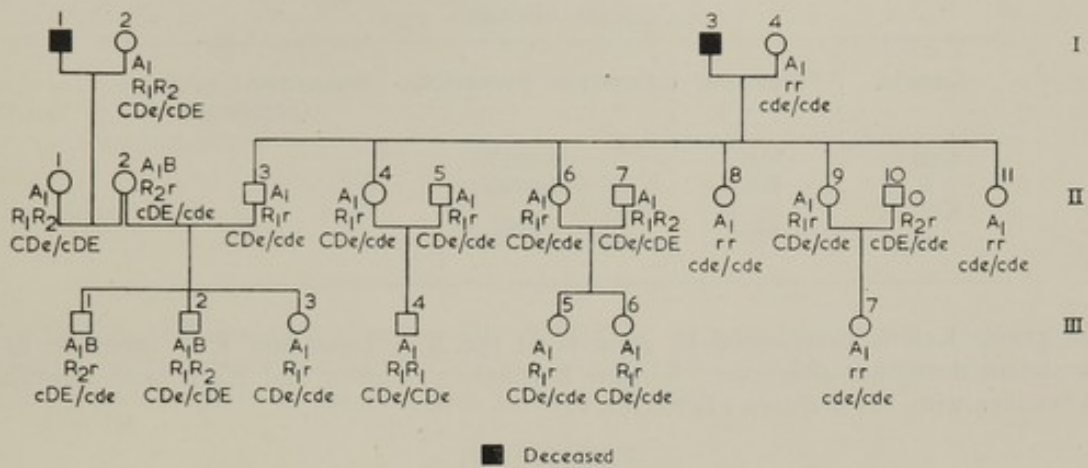 1 2 3 4 I
A₁ A₁
R₁R₂ rr
CDe/cDE cde/cde
1 2 A₁B 3 4 5 6 7 8 9 10 11 II
R₂r
cDE/cde
A₁ A₁ A₁ A₁ A₁ A₁ A₁ A₁ O A₁
R₁R₂ R₁r R₁r R₁r R₁r R₁R₂ rr R₁r R₂r rr
CDe/cDE CDe/cde CDe/cde CDe/cde CDe/cde CDe/cDE cde/cde CDe/cde cDE/cde cde/cde
1 2 3 4 5 6 7 III
A₁B A₁B A₁ A₁ A₁ A₁ A₁
R₂r R₁R₂ R₁r R₁R₁ R₁r R₁r rr
cDE/cde CDe/cDE CDe/cde CDe/CDe CDe/cde CDe/cde cde/cde
Deceased